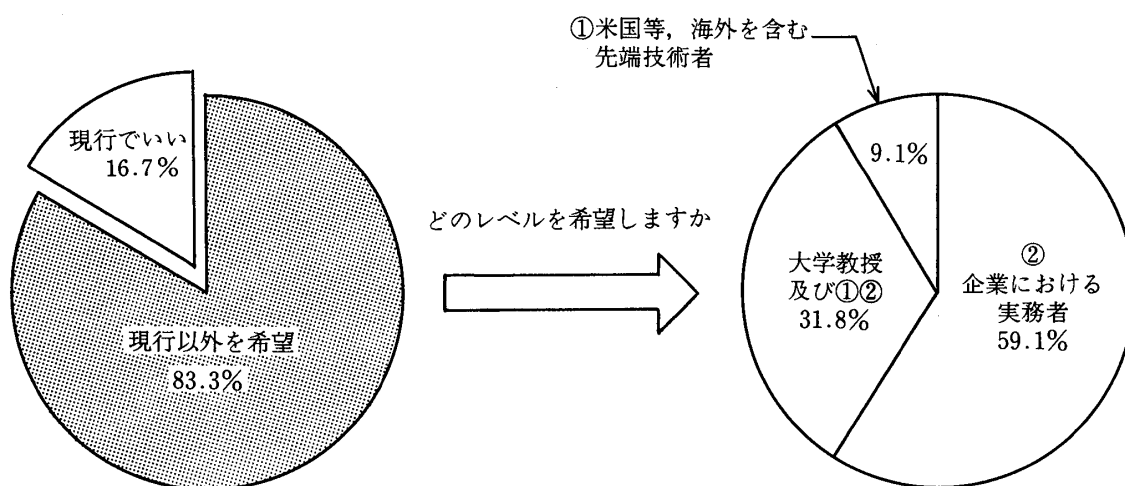 ①米国等，海外を含む
先端技術者
現行でいい
16.7%
現行以外を希望
83.3%
どのレベルを希望しますか
9.1%
大学教授
及び①②
31.8%
②
企業における
実務者
59.1%